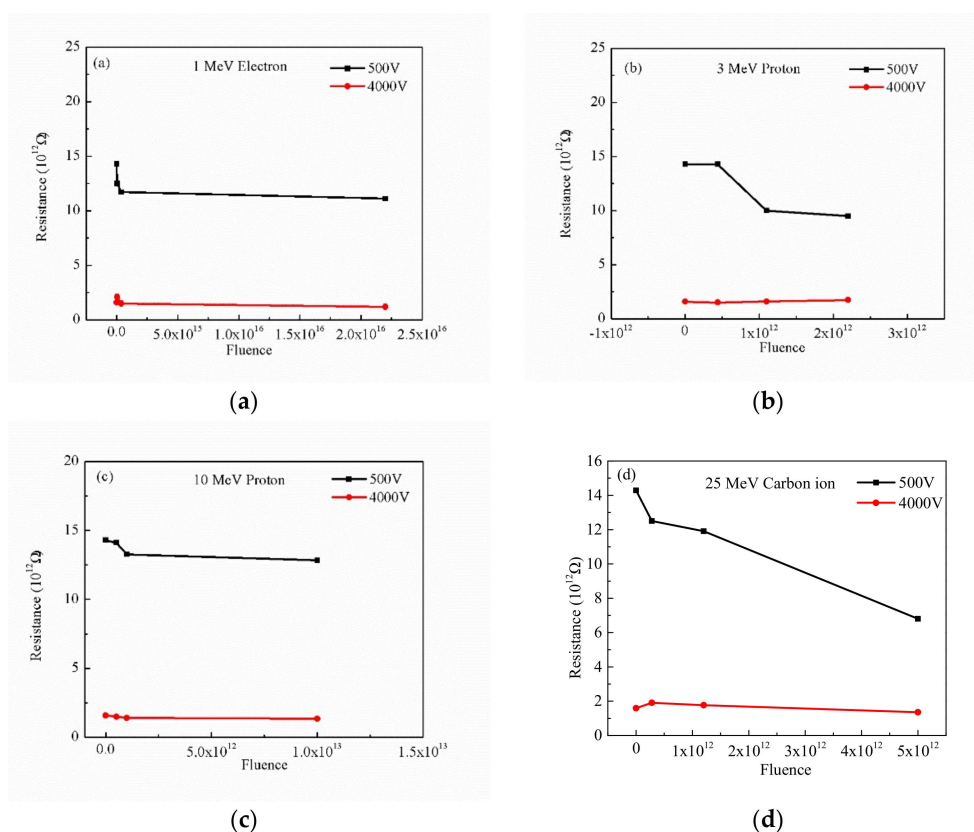 (a)
1 MeV Electron
500V
4000V
25
20
15
10
5
0
Resistance (10¹²Ω)
0.0
5.0x10¹⁵
1.0x10¹⁶
1.5x10¹⁶
2.0x10¹⁶
2.5x10¹⁶
Fluence
(a)
(b)
3 MeV Proton
500V
4000V
25
20
15
10
5
0
Resistance (10¹²Ω)
-1x10¹²
0
1x10¹²
2x10¹²
3x10¹²
Fluence
(b)
(c)
10 MeV Proton
500V
4000V
20
15
10
5
0
Resistance (10¹²Ω)
0.0
5.0x10¹²
1.0x10¹³
1.5x10¹³
Fluence
(c)
(d)
25 MeV Carbon ion
500V
4000V
16
14
12
10
8
6
4
2
0
Resistance (10¹²Ω)
0
1x10¹²
2x10¹²
3x10¹²
4x10¹²
5x10¹²
Fluence
(d)